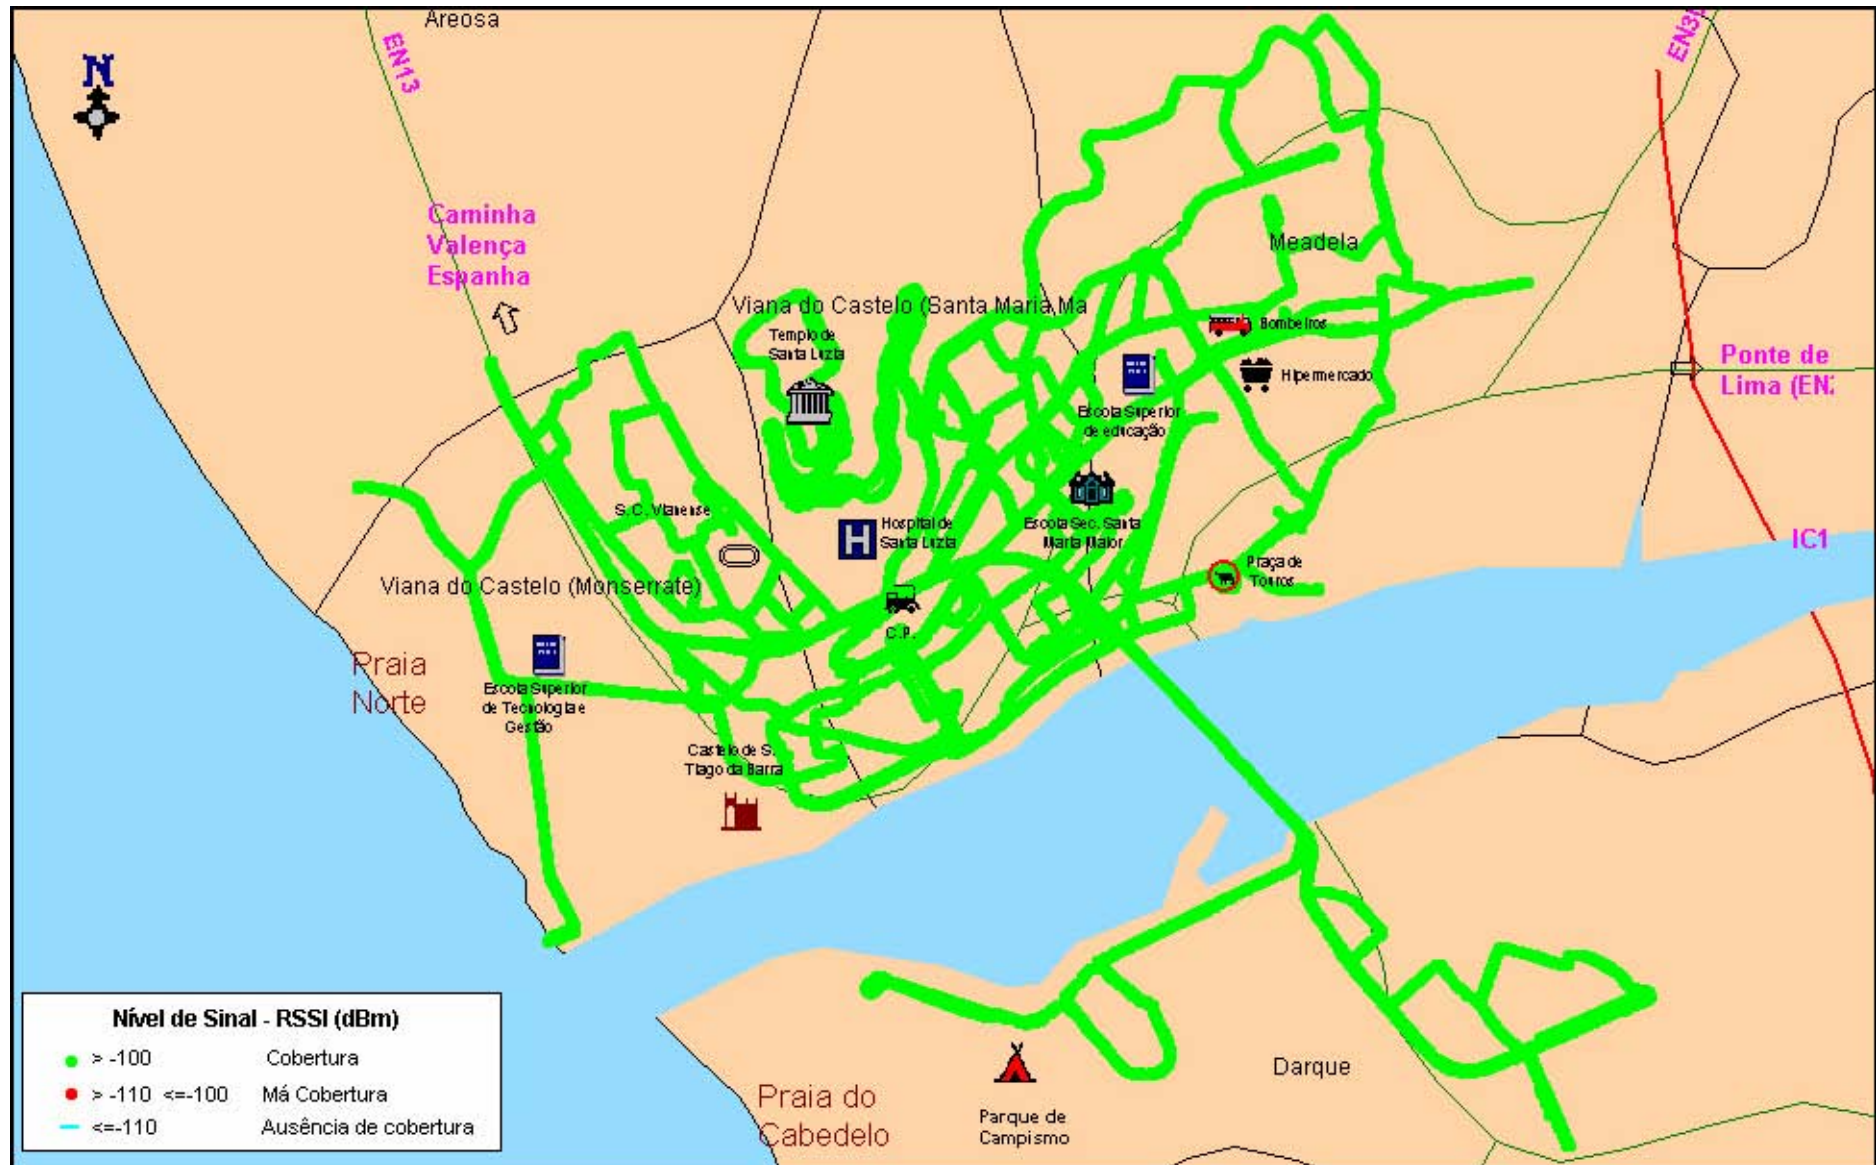 Areosa
EN13
N
Caminha
Valença
Espanha
Viana do Castelo (Santa Maria Ma
Templo de
Santa Luzia
Meadela
Bombeiros
Hipermercado
Ponte de
Lima (EN
Escola Superior
de educação
S.C. Vianense
Hospital de
Santa Luzia
H
Escola Sec. Santa
Maria Maior
IC1
Praça de
Touros
Viana do Castelo (Monserrate)
C.P.
Praia
Norte
Escola Superior
de Tecnologia e
Gestão
Castelo de S.
Tiago da Barra
Darque
Praia do
Cabedelo
Parque de
Campismo
Nível de Sinal - RSSI (dBm)
> -100 Cobertura
> -110 <=-100 Má Cobertura
<=-110 Ausência de cobertura